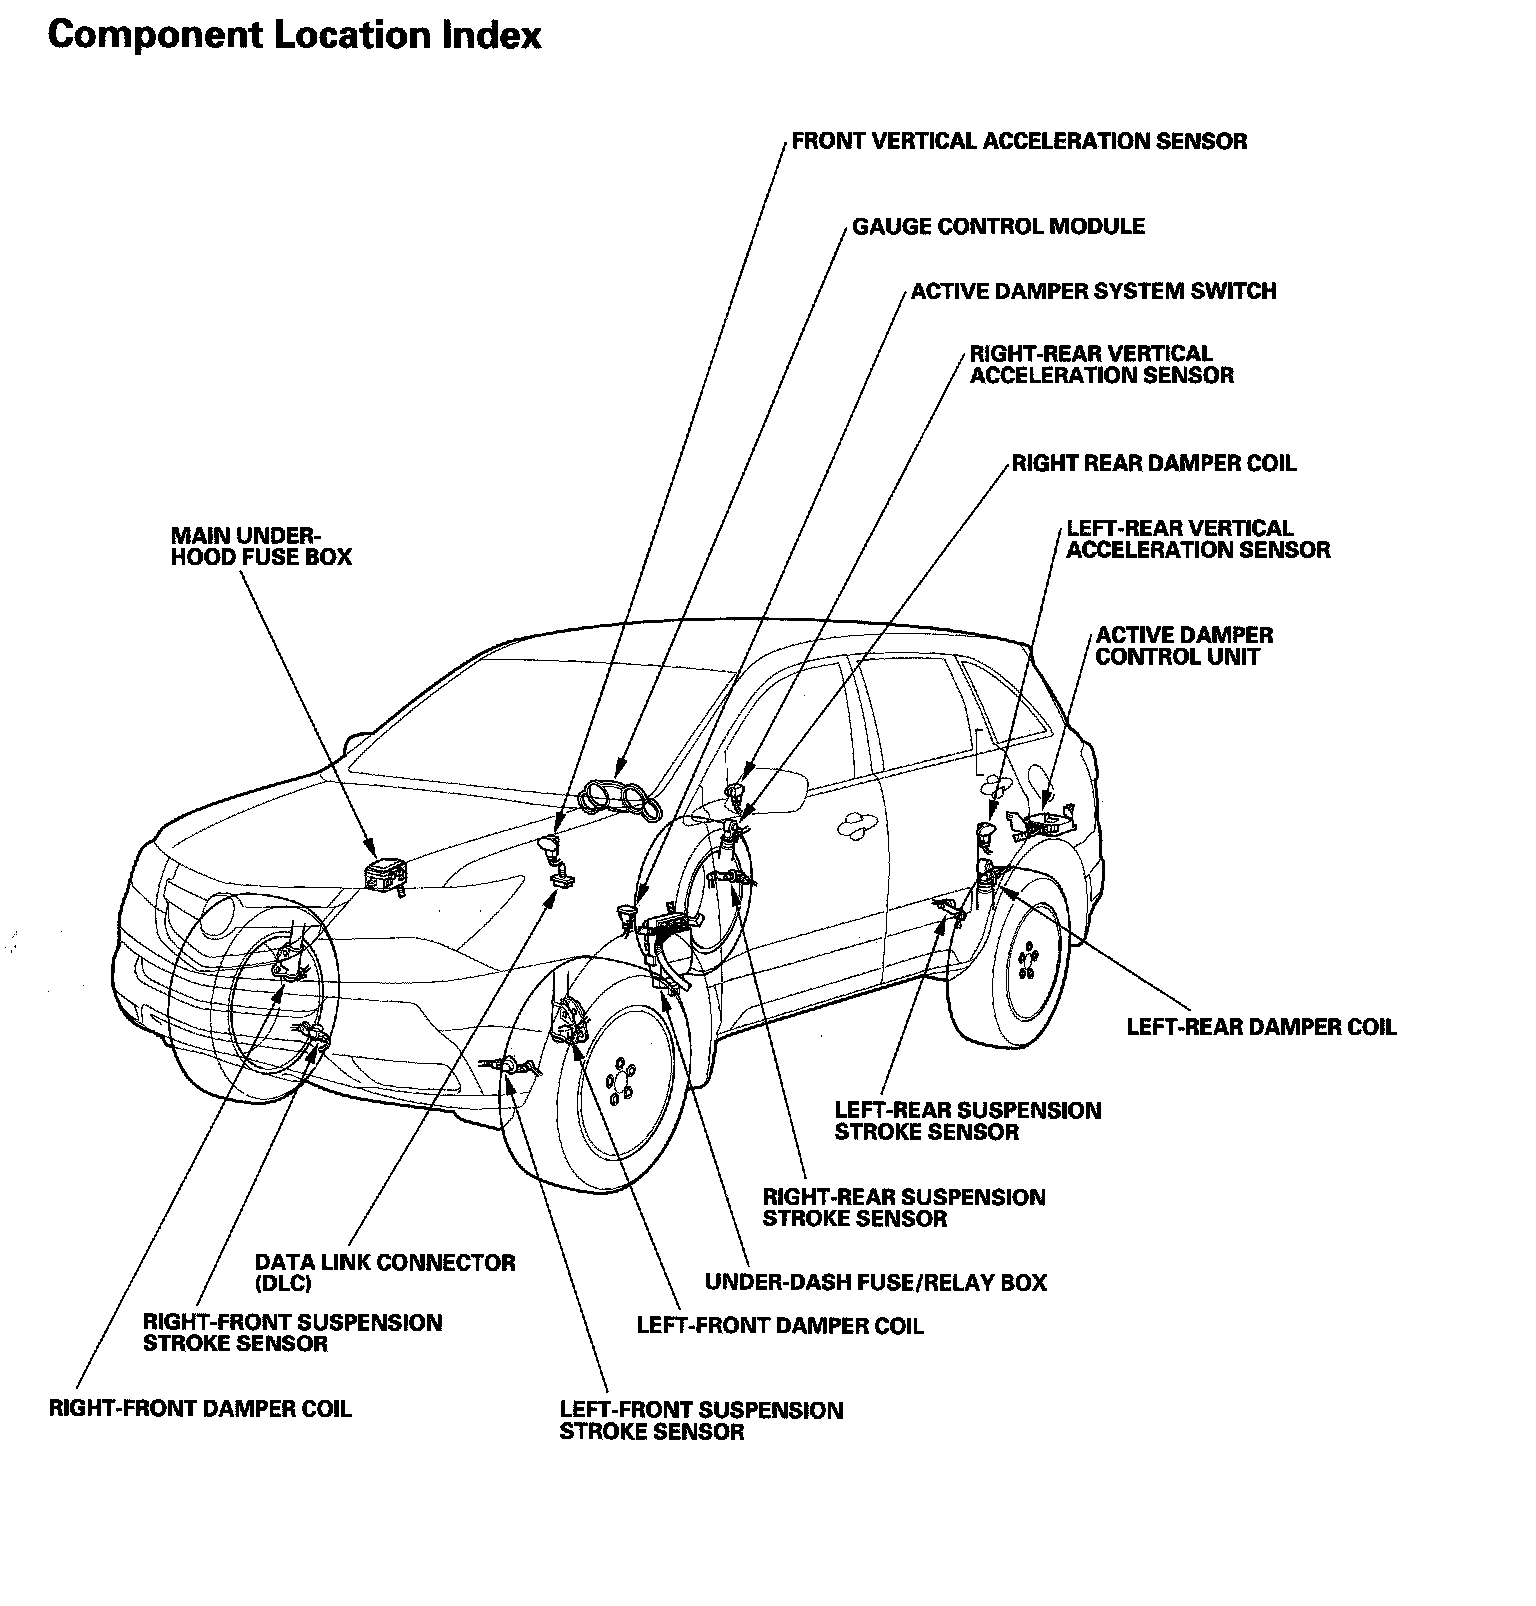 Component Location Index
FRONT VERTICAL ACCELERATION SENSOR
GAUGE CONTROL MODULE
ACTIVE DAMPER SYSTEM SWITCH
RIGHT-REAR VERTICAL
ACCELERATION SENSOR
RIGHT REAR DAMPER COIL
MAIN UNDER-
HOOD FUSE BOX
LEFT-REAR VERTICAL
ACCELERATION SENSOR
ACTIVE DAMPER
CONTROL UNIT
LEFT-REAR DAMPER COIL
LEFT-REAR SUSPENSION
STROKE SENSOR
RIGHT-REAR SUSPENSION
STROKE SENSOR
DATA LINK CONNECTOR
(DLC)
UNDER-DASH FUSE/RELAY BOX
RIGHT-FRONT SUSPENSION
STROKE SENSOR
LEFT-FRONT DAMPER COIL
RIGHT-FRONT DAMPER COIL
LEFT-FRONT SUSPENSION
STROKE SENSOR